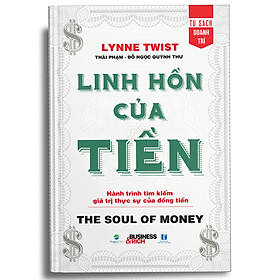 TỦ SÁCH
DOANH
TRÍ
LYNNE TWIST
THÁI PHẠM - ĐỖ NGỌC QUỲNH THƯ
LINH HỒN
CỦA
TIỀN
Hành trình tìm kiếm
giá trị thực sự của đồng tiền
THE SOUL OF MONEY
BUSINESS
&RICH